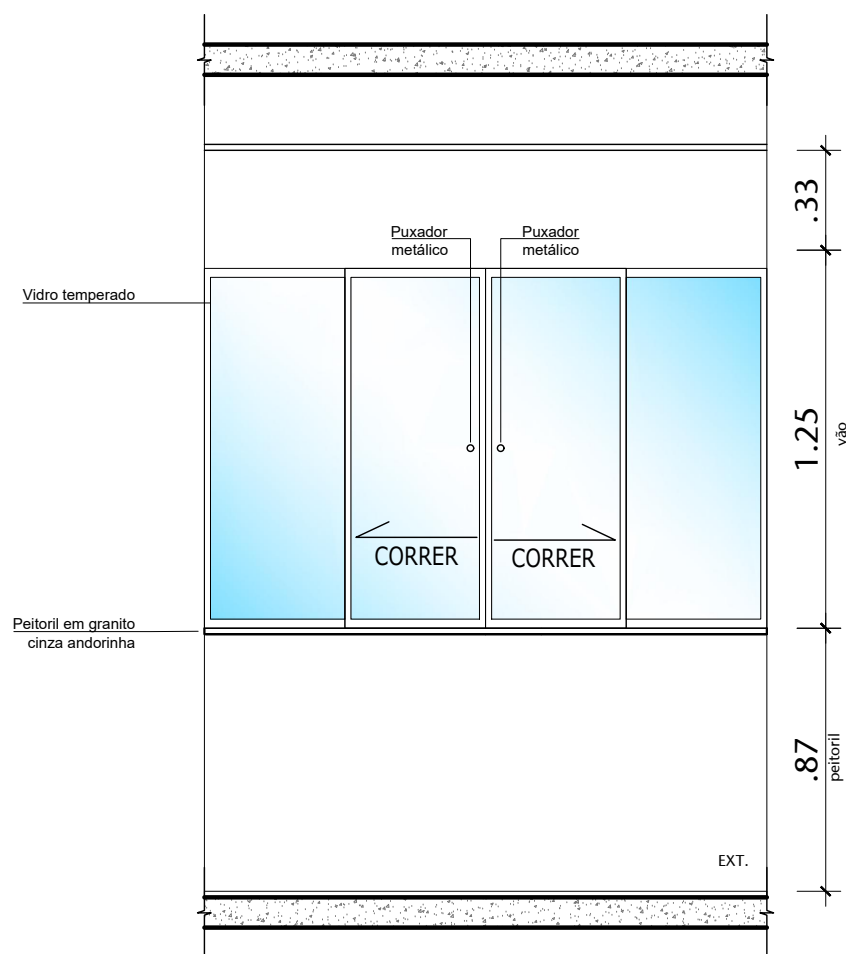 .33
Puxador
metálico
Puxador
metálico
Vidro temperado
1.25
vão
CORRER
CORRER
Peitoril em granito
cinza andorinha
.87
peitoril
EXT.